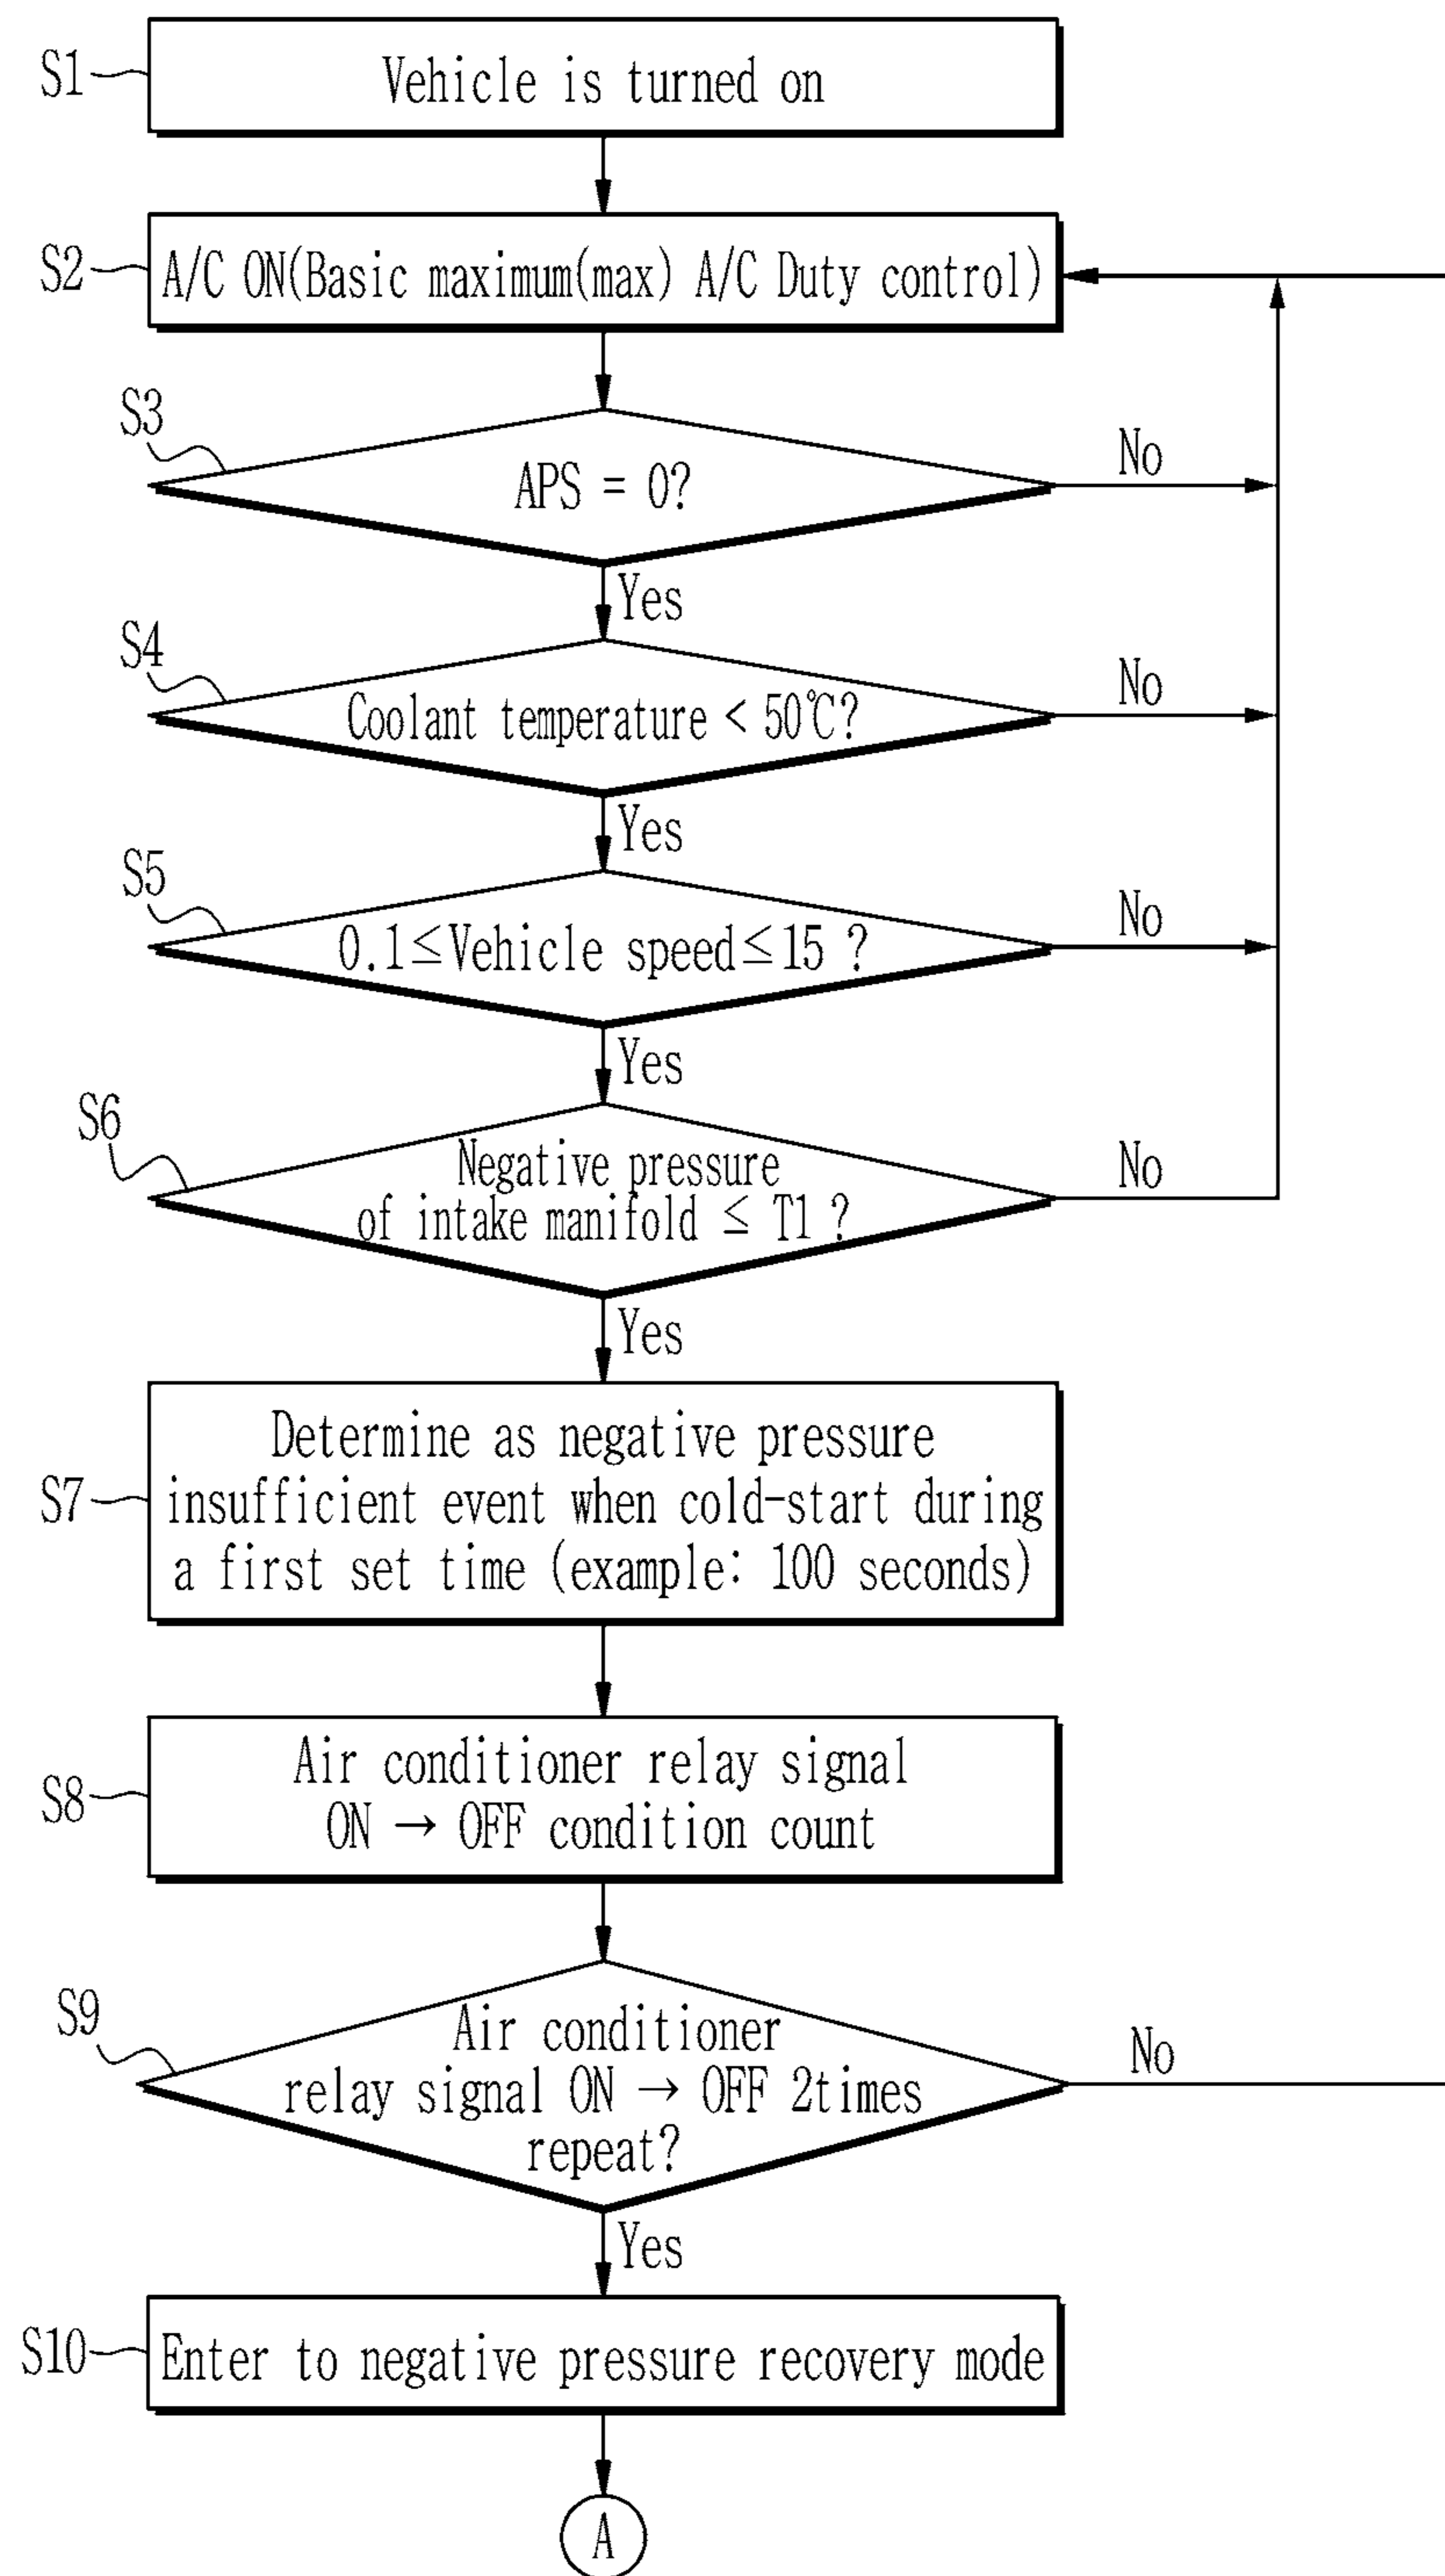 S1
Vehicle is turned on
S2
A/C ON(Basic maximum(max) A/C Duty control)
S3
APS = 0?
No
Yes
S4
Coolant temperature < 50℃?
No
Yes
S5
0.1≤Vehicle speed≤15 ?
No
Yes
S6
Negative pressure
of intake manifold ≤ T1 ?
No
Yes
S7
Determine as negative pressure
insufficient event when cold-start during
a first set time (example: 100 seconds)
S8
Air conditioner relay signal
ON → OFF condition count
S9
Air conditioner
relay signal ON → OFF 2times
repeat?
No
Yes
S10
Enter to negative pressure recovery mode
A